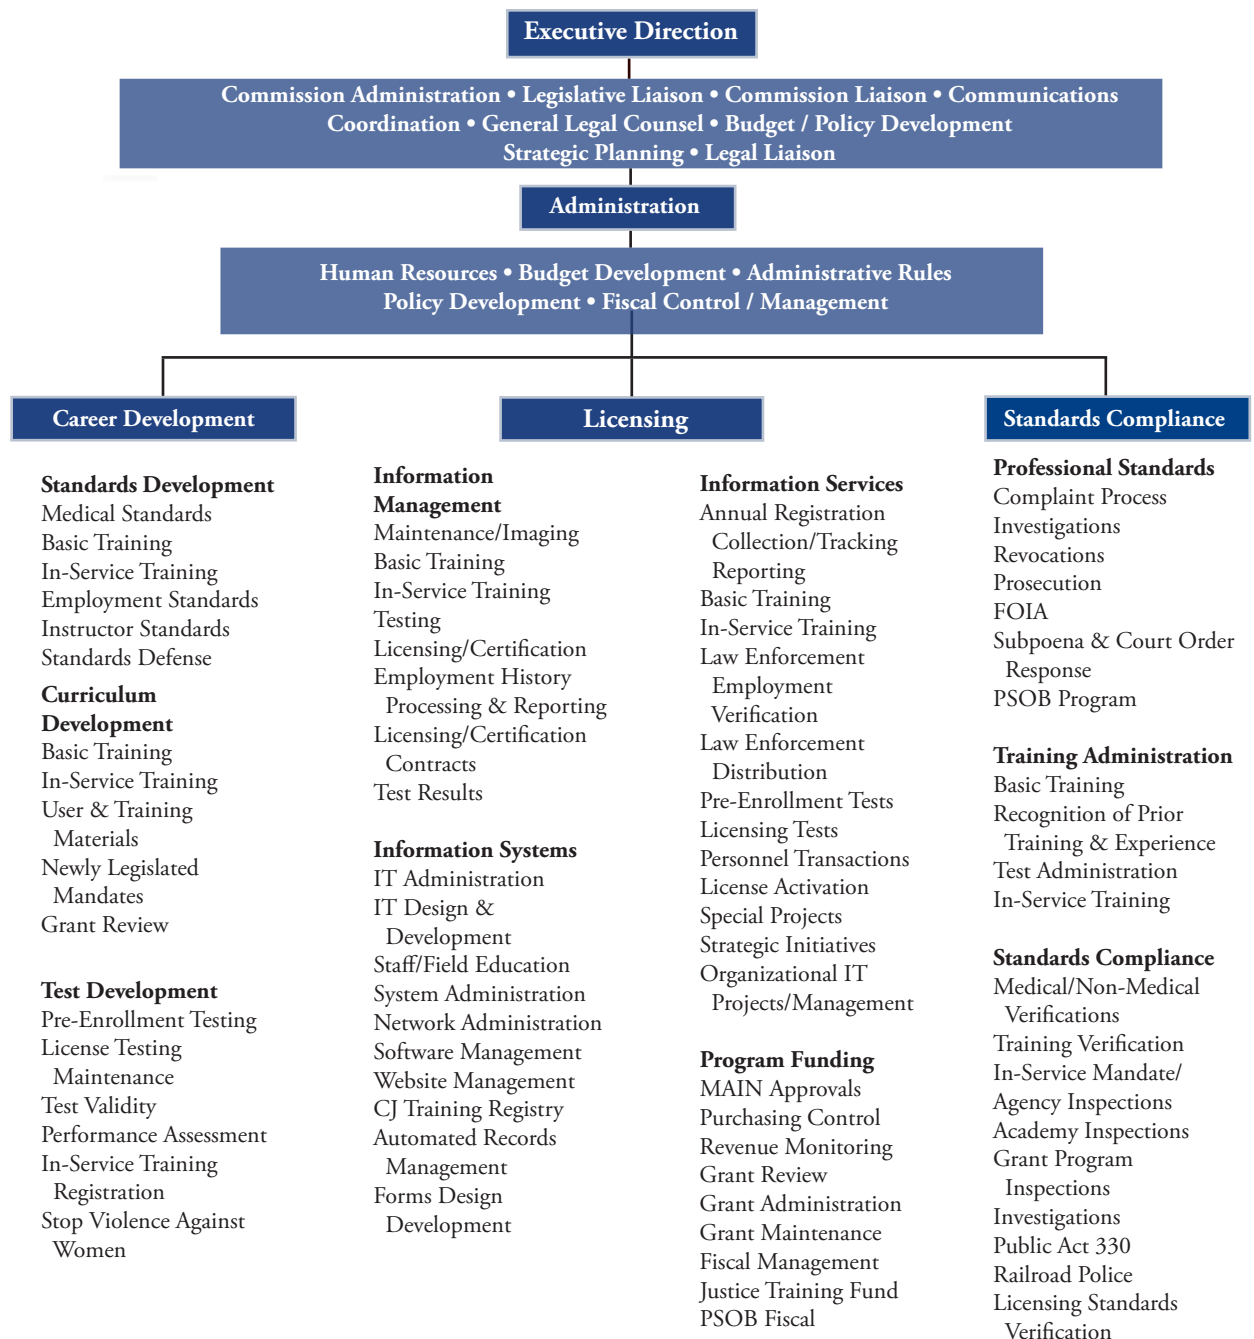 Executive Direction
Commission Administration • Legislative Liaison • Commission Liaison • Communications
Coordination • General Legal Counsel • Budget / Policy Development
Strategic Planning • Legal Liaison
Administration
Human Resources • Budget Development • Administrative Rules
Policy Development • Fiscal Control / Management
Career Development
Standards Development
Medical Standards
Basic Training
In-Service Training
Employment Standards
Instructor Standards
Standards Defense
Curriculum
Development
Basic Training
In-Service Training
User & Training
Materials
Newly Legislated
Mandates
Grant Review
Test Development
Pre-Enrollment Testing
License Testing
Maintenance
Test Validity
Performance Assessment
In-Service Training
Registration
Stop Violence Against
Women
Licensing
Information
Management
Maintenance/Imaging
Basic Training
In-Service Training
Testing
Licensing/Certification
Employment History
Processing & Reporting
Licensing/Certification
Contracts
Test Results
Information Systems
IT Administration
IT Design &
Development
Staff/Field Education
System Administration
Network Administration
Software Management
Website Management
CJ Training Registry
Automated Records
Management
Forms Design
Development
Information Services
Annual Registration
Collection/Tracking
Reporting
Basic Training
In-Service Training
Law Enforcement
Employment
Verification
Law Enforcement
Distribution
Pre-Enrollment Tests
Licensing Tests
Personnel Transactions
License Activation
Special Projects
Strategic Initiatives
Organizational IT
Projects/Management
Program Funding
MAIN Approvals
Purchasing Control
Revenue Monitoring
Grant Review
Grant Administration
Grant Maintenance
Fiscal Management
Justice Training Fund
PSOB Fiscal
Standards Compliance
Professional Standards
Complaint Process
Investigations
Revocations
Prosecution
FOIA
Subpoena & Court Order
Response
PSOB Program
Training Administration
Basic Training
Recognition of Prior
Training & Experience
Test Administration
In-Service Training
Standards Compliance
Medical/Non-Medical
Verifications
Training Verification
In-Service Mandate/
Agency Inspections
Academy Inspections
Grant Program
Inspections
Investigations
Public Act 330
Railroad Police
Licensing Standards
Verification